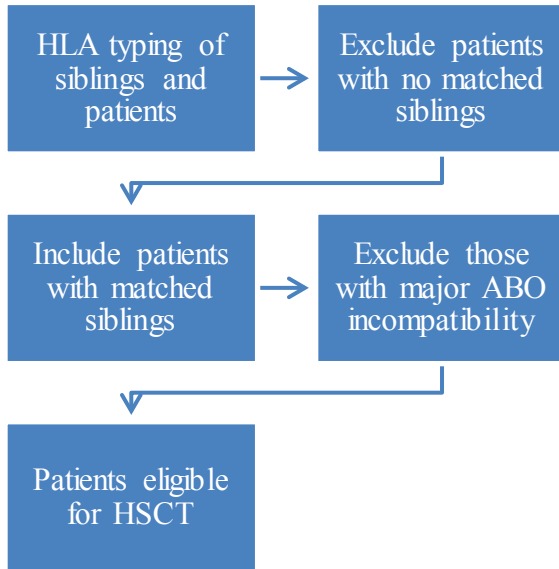 HLA typing of
siblings and
patients
Exclude patients
with no matched
siblings
Include patients
with matched
siblings
Exclude those
with major ABO
incompatibility
Patients eligible
for HSCT